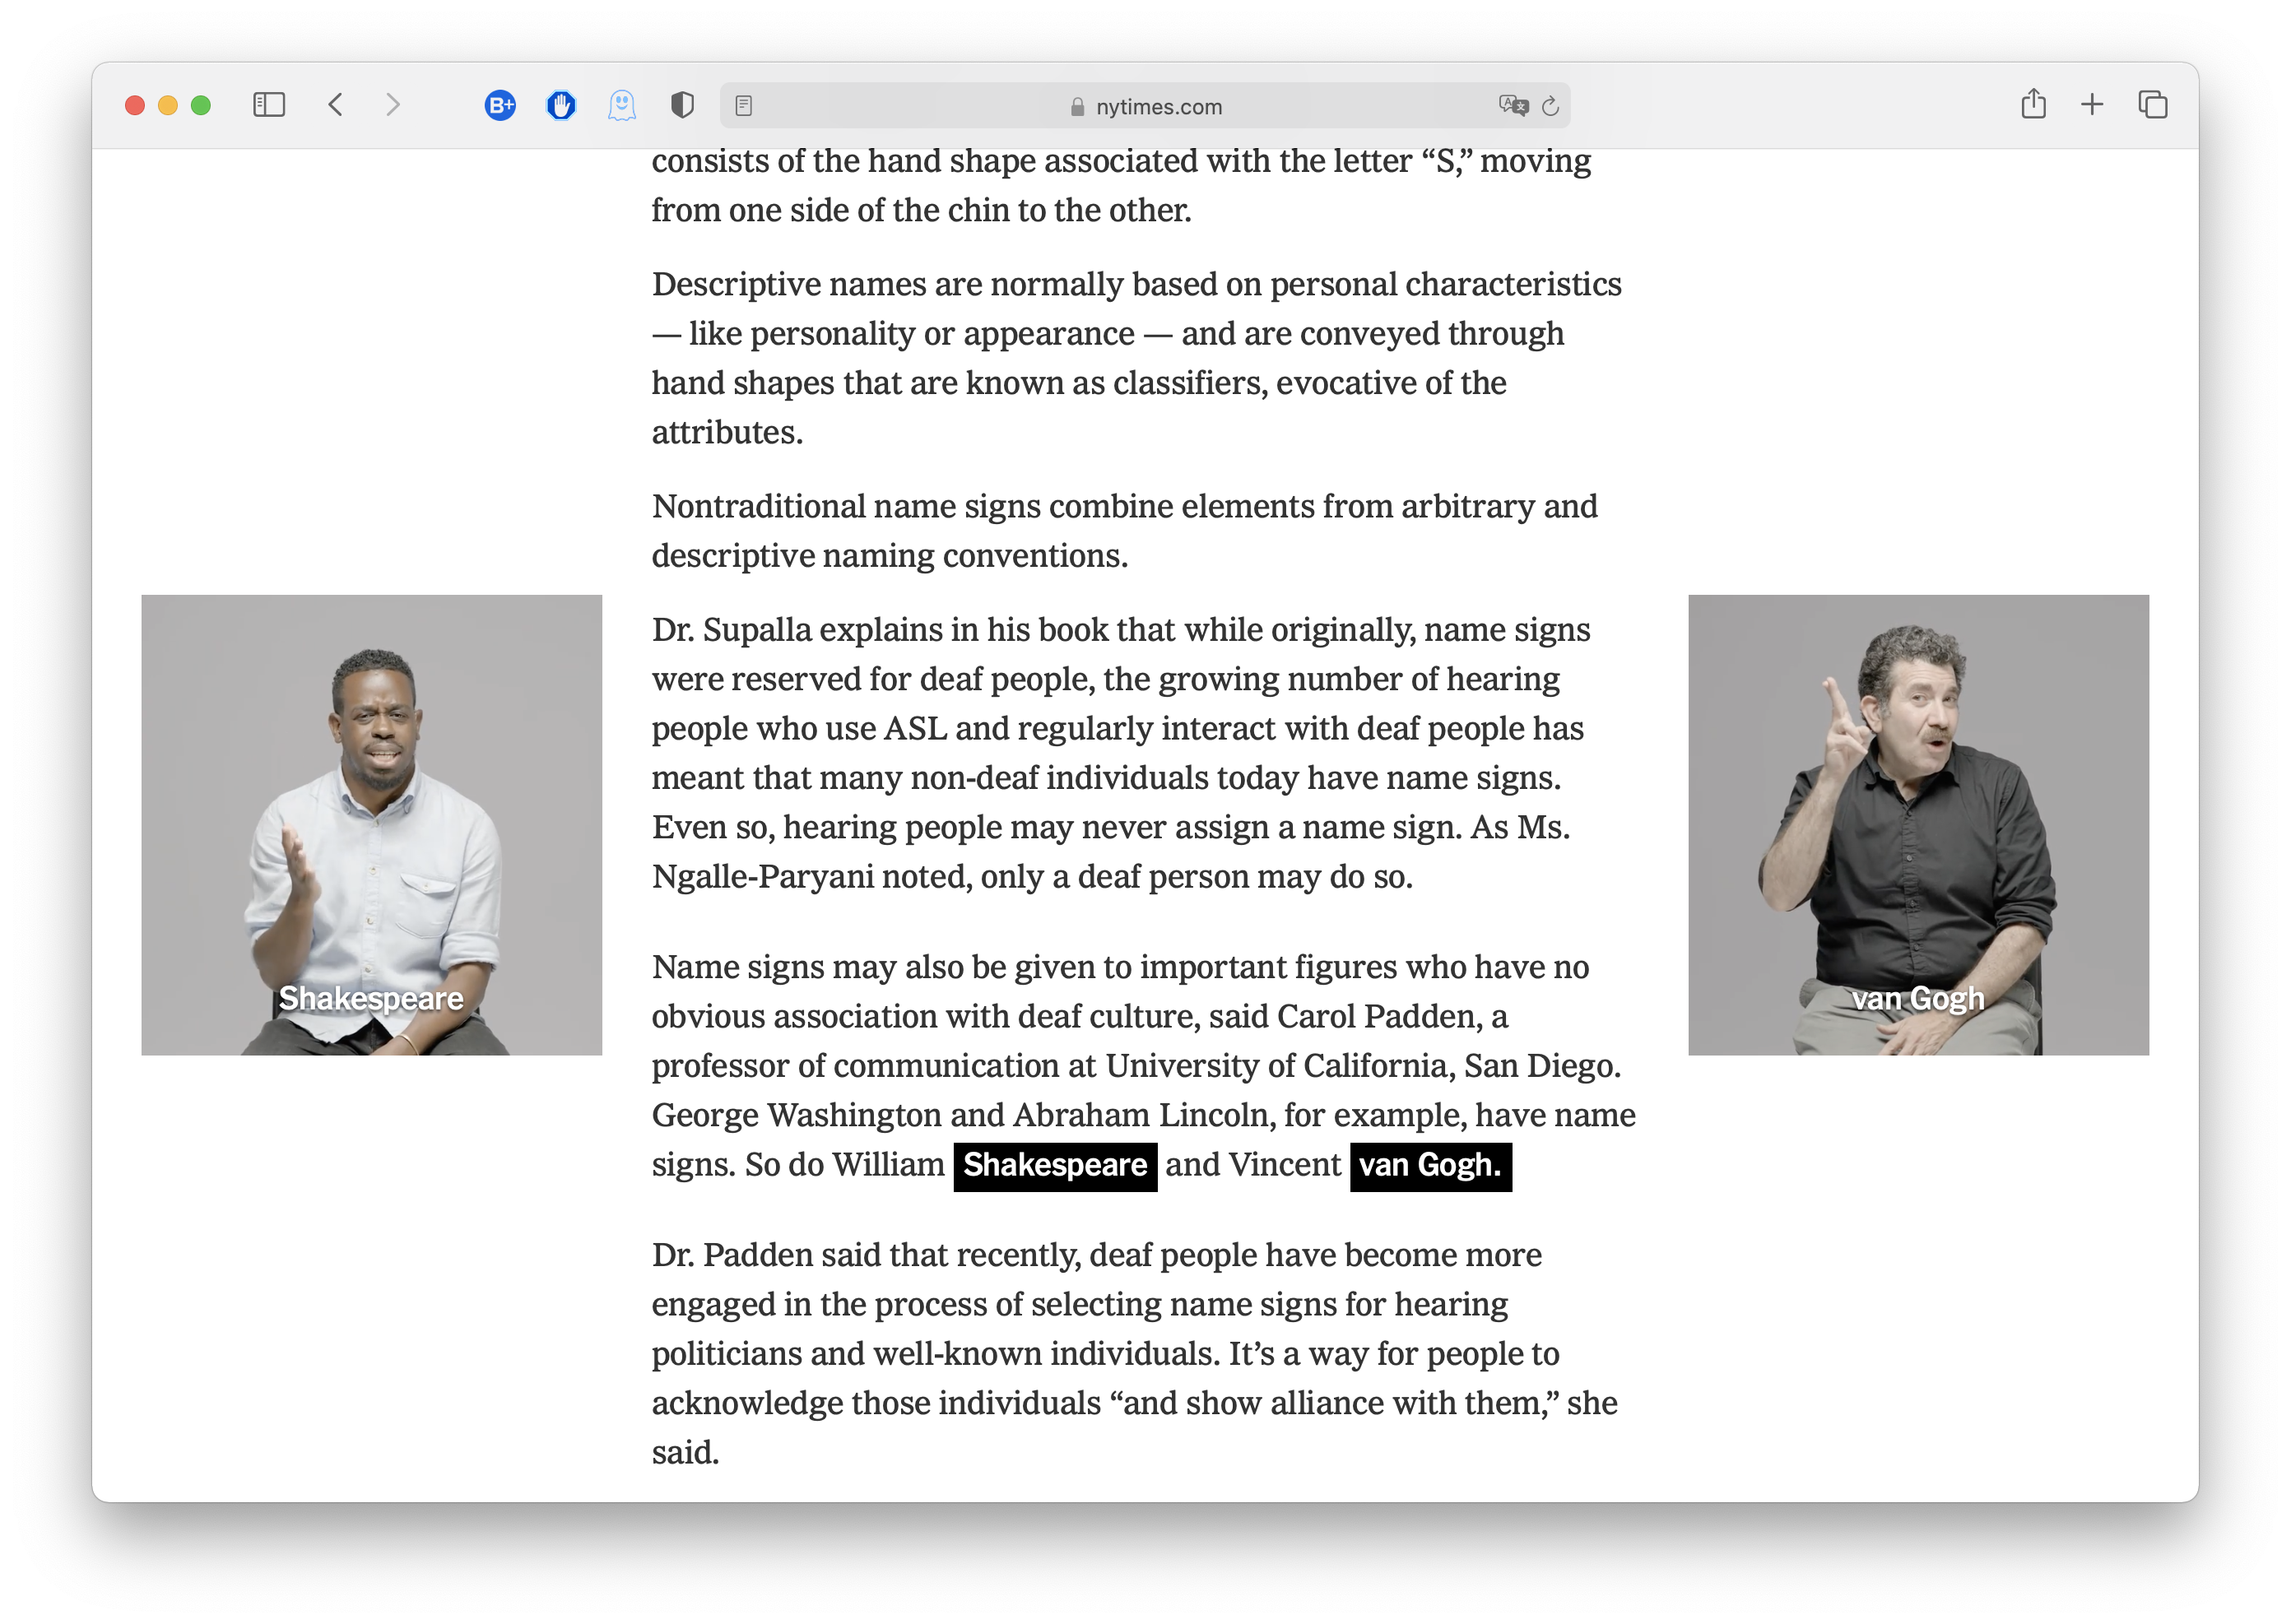 B+
nytimes.com
consists of the hand shape associated with the letter “S,” moving
from one side of the chin to the other.
Descriptive names are normally based on personal characteristics
— like personality or appearance — and are conveyed through
hand shapes that are known as classifiers, evocative of the
attributes.
Nontraditional name signs combine elements from arbitrary and
descriptive naming conventions.
Dr. Supalla explains in his book that while originally, name signs
were reserved for deaf people, the growing number of hearing
people who use ASL and regularly interact with deaf people has
meant that many non-deaf individuals today have name signs.
Even so, hearing people may never assign a name sign. As Ms.
Ngalle-Paryani noted, only a deaf person may do so.
Shakespeare
van Gogh
Name signs may also be given to important figures who have no
obvious association with deaf culture, said Carol Padden, a
professor of communication at University of California, San Diego.
George Washington and Abraham Lincoln, for example, have name
signs. So do William Shakespeare and Vincent van Gogh.
Dr. Padden said that recently, deaf people have become more
engaged in the process of selecting name signs for hearing
politicians and well-known individuals. It’s a way for people to
acknowledge those individuals “and show alliance with them,” she
said.